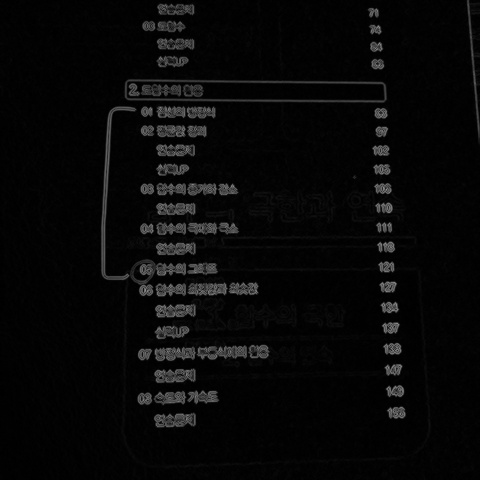 연습문제 71
03 도함수 74
연습문제 84
실력UP 88
2. 도함수의 활용
01 접선의 방정식 93
02 평균값 정리 97
연습문제 102
실력UP 105
03 함수의 증가와 감소 106
연습문제 110
04 함수의 극대와 극소 111
연습문제 118
05 함수의 그래프 121
06 함수의 최댓값과 최솟값 127
연습문제 134
실력UP 137
07 방정식과 부등식에의 활용 138
연습문제 147
08 속도와 가속도 149
연습문제 156